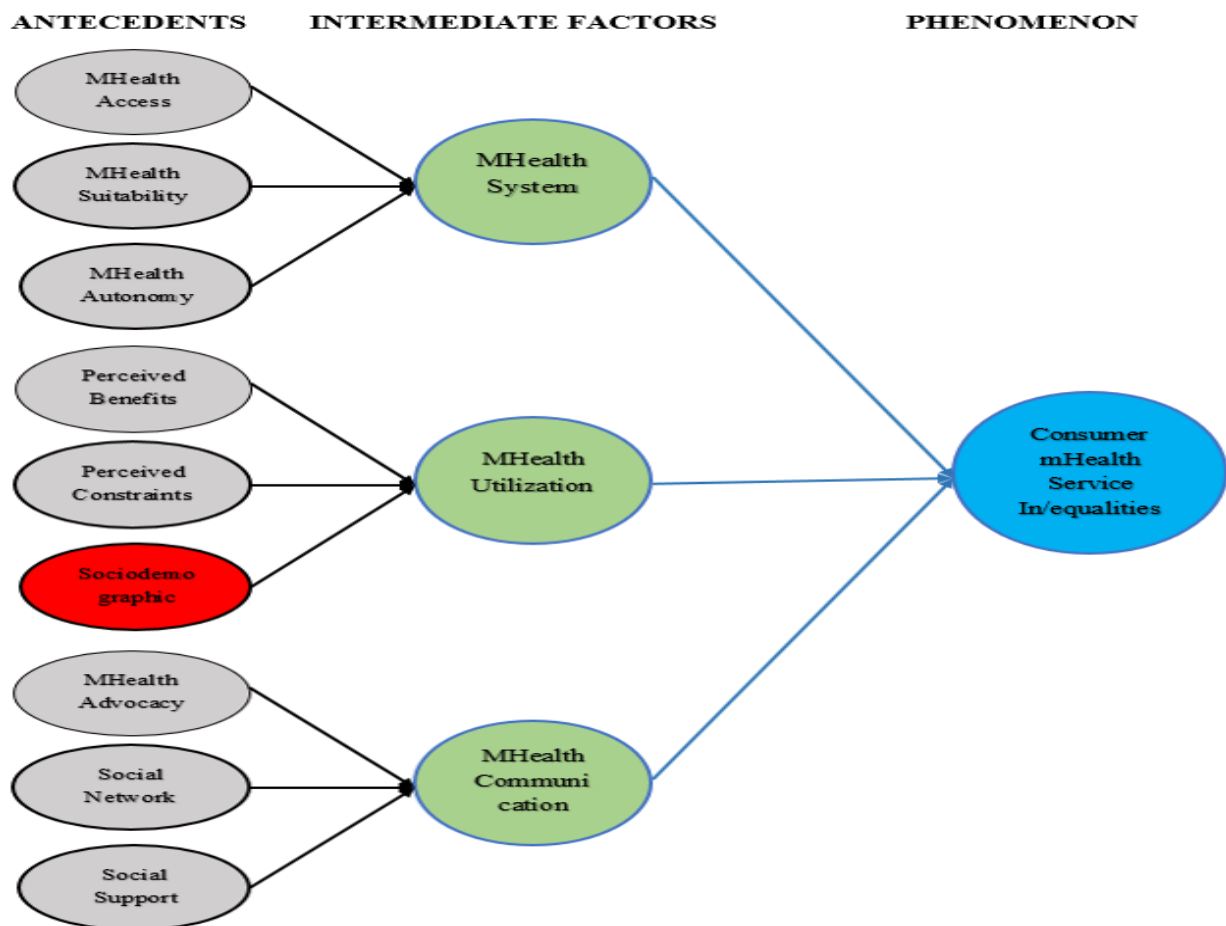 ANTECEDENTS INTERMEDIATE FACTORS PHENOMENON
MHealth
Access
MHealth
Suitability
MHealth
Autonomy
Perceived
Benefits
Perceived
Constraints
Sociodemo
graphic
MHealth
Advocacy
Social
Network
Social
Support
MHealth
System
MHealth
Utilization
MHealth
Communi
cation
Consumer
mHealth
Service
In/equalities